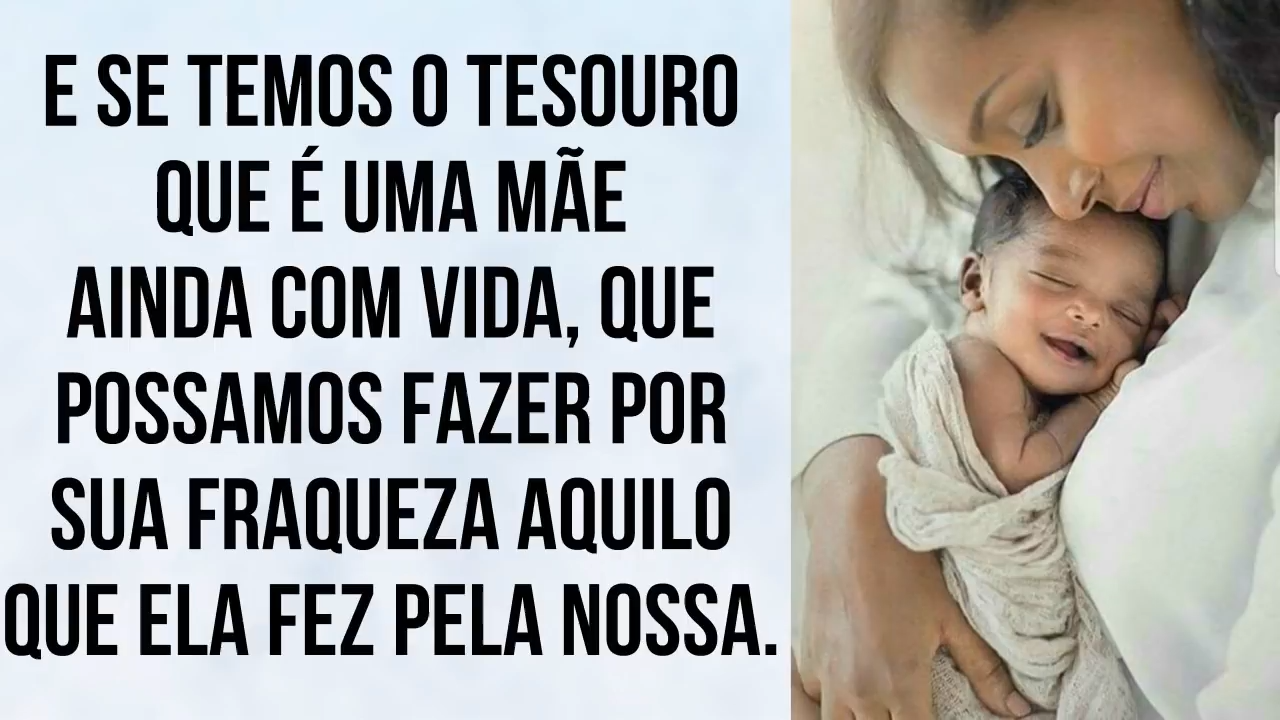 E SE TEMOS O TESOURO
QUE É UMA MÃE
AINDA COM VIDA, QUE
POSSAMOS FAZER POR
SUA FRAQUEZA AQUILO
QUE ELA FEZ PELA NOSSA.